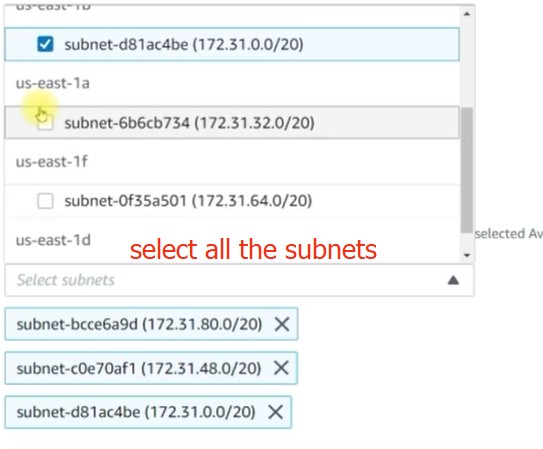 us-east-1b
subnet-d81ac4be (172.31.0.0/20)
us-east-1a
subnet-6b6cb734 (172.31.32.0/20)
us-east-1f
subnet-0f35a501 (172.31.64.0/20)
us-east-1d
select all the subnets
selected Av
Select subnets
subnet-bcce6a9d (172.31.80.0/20)
subnet-c0e70af1 (172.31.48.0/20)
subnet-d81ac4be (172.31.0.0/20)